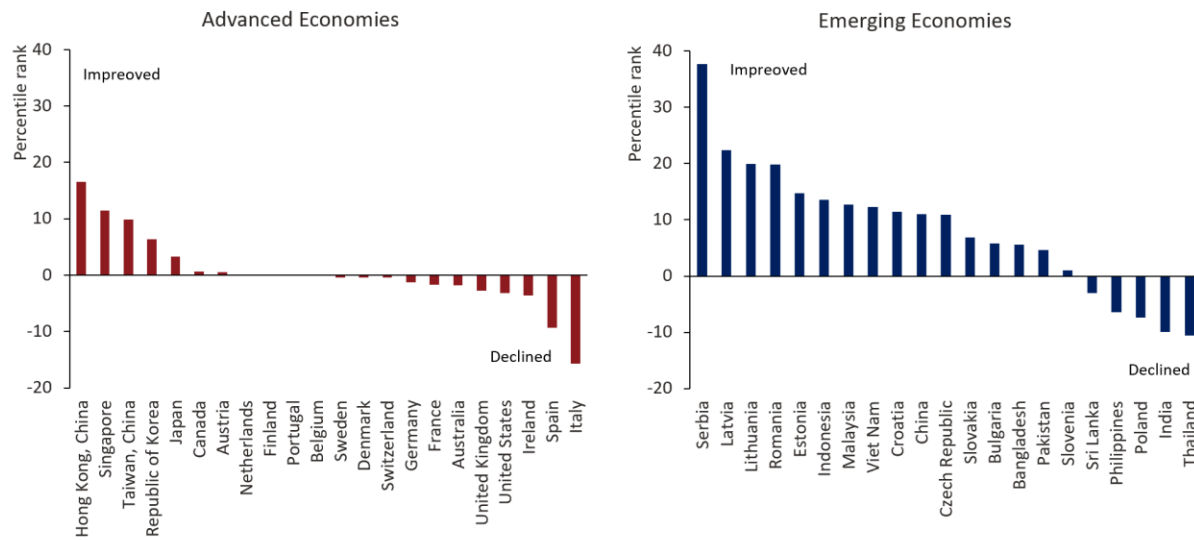 Advanced Economies
Percentile rank
40
30
20
10
0
-10
-20
Impreoved
Declined
Hong Kong, China
Singapore
Taiwan, China
Republic of Korea
Japan
Canada
Austria
Netherlands
Finland
Portugal
Belgium
Sweden
Denmark
Switzerland
Germany
France
Australia
United Kingdom
United States
Ireland
Spain
Italy
Emerging Economies
Percentile rank
40
30
20
10
0
-10
-20
Impreoved
Declined
Serbia
Latvia
Lithuania
Romania
Estonia
Indonesia
Malaysia
Viet Nam
Croatia
China
Czech Republic
Slovakia
Bulgaria
Bangladesh
Pakistan
Slovenia
Sri Lanka
Philippines
Poland
India
Thailand